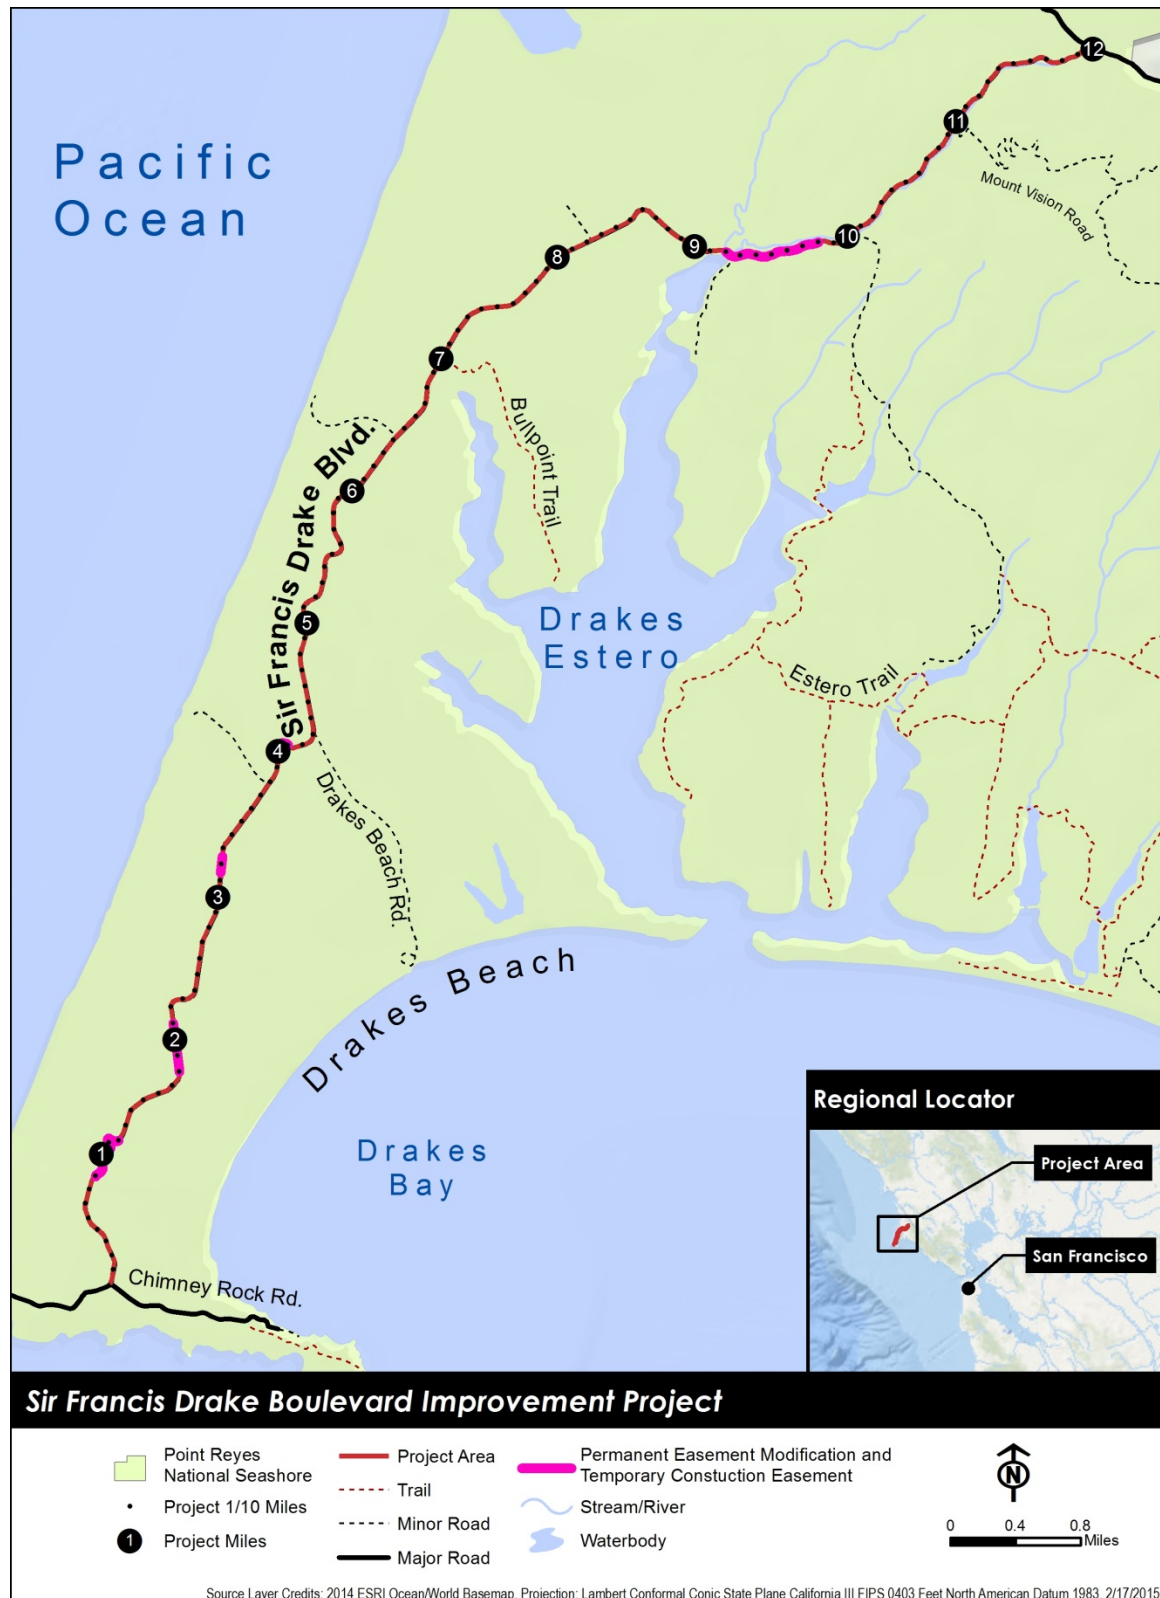 Pacific
Ocean
12
11
Mount Vision Road
10
9
8
7
Bullpoint Trail
Sir Francis Drake Blvd.
6
5
Drakes
Estero
Estero Trail
4
Drakes Beach Rd.
3
Drakes Beach
2
1
Drakes
Bay
Chimney Rock Rd.
Regional Locator
Project Area
San Francisco
Sir Francis Drake Boulevard Improvement Project
Point Reyes
National Seashore
Project 1/10 Miles
1
Project Miles
Project Area
Trail
Minor Road
Major Road
Permanent Easement Modification and
Temporary Constuction Easement
Stream/River
Waterbody
N
0 0.4 0.8
Miles
Source Layer Credits: 2014 ESRI Ocean/World Basemap, Projection: Lambert Conformal Conic State Plane California III FIPS 0403 Feet North American Datum 1983, 2/17/2015